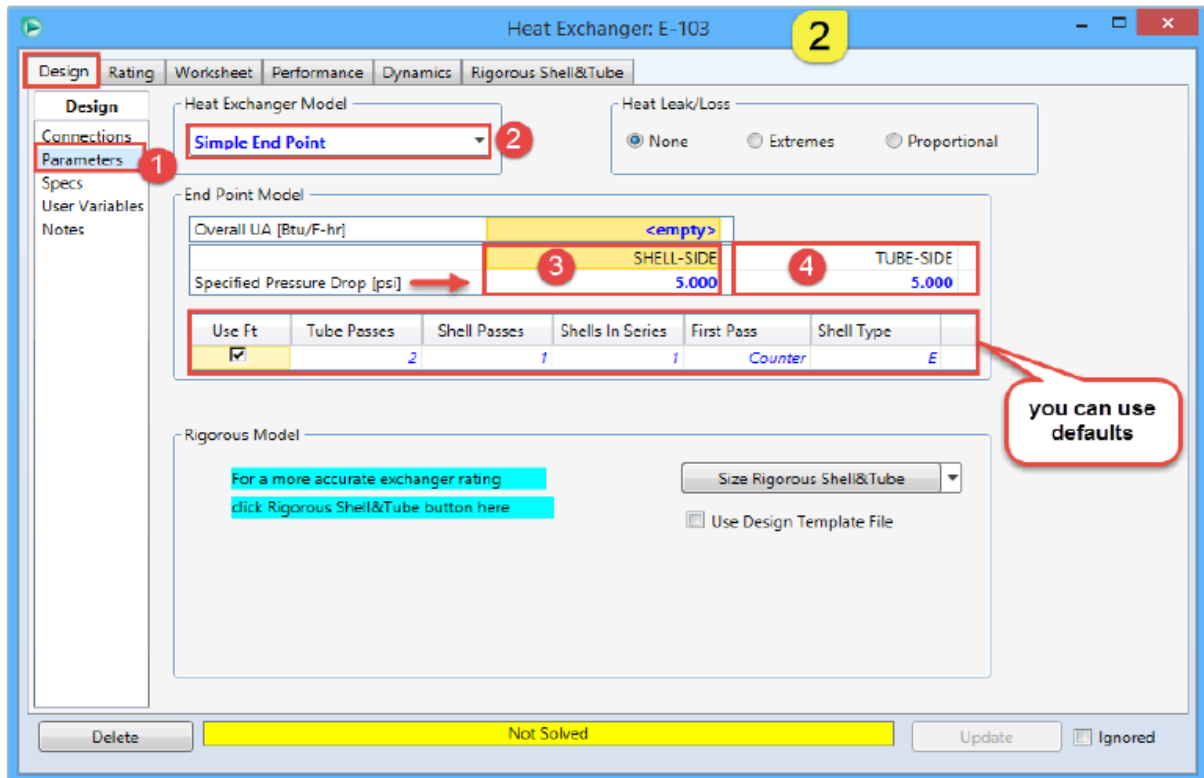 Heat Exchanger: E-103
2
Design Rating Worksheet Performance Dynamics Rigorous Shell&Tube
Design
Connections
Parameters
1
Specs
User Variables
Notes
Heat Exchanger Model
Simple End Point
2
Heat Leak/Loss
None Extremes Proportional
End Point Model
Overall UA [Btu/F-hr] <empty>
3 SHELL-SIDE 4 TUBE-SIDE
Specified Pressure Drop [psi] 5.000 5.000
Use Ft Tube Passes Shell Passes Shells In Series First Pass Shell Type
2 1 1 Counter E
you can use
defaults
Rigorous Model
For a more accurate exchanger rating
click Rigorous Shell&Tube button here
Size Rigorous Shell&Tube
Use Design Template File
Delete Not Solved Update Ignored